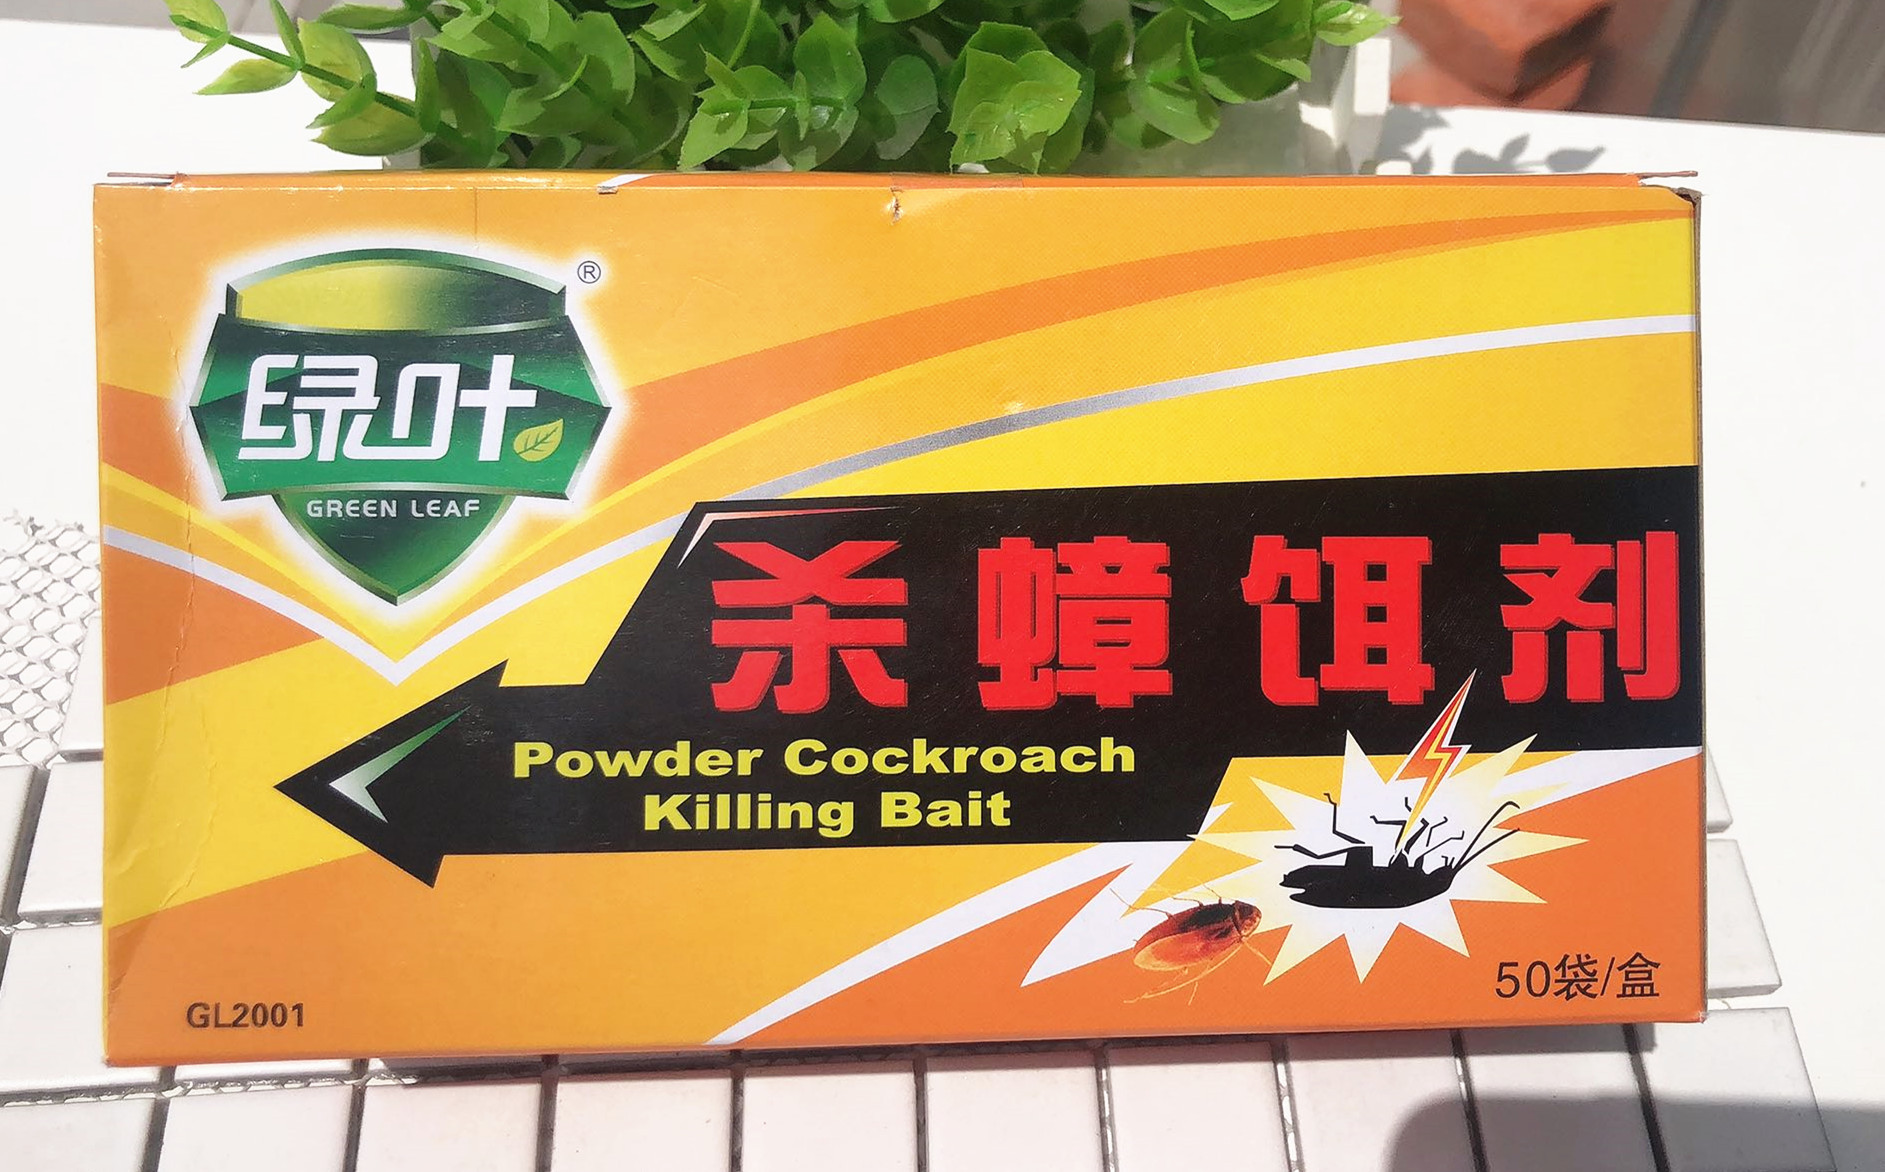 ®
绿叶
GREEN LEAF
杀蟑饵剂
Powder Cockroach
Killing Bait
50袋/盒
GL2001